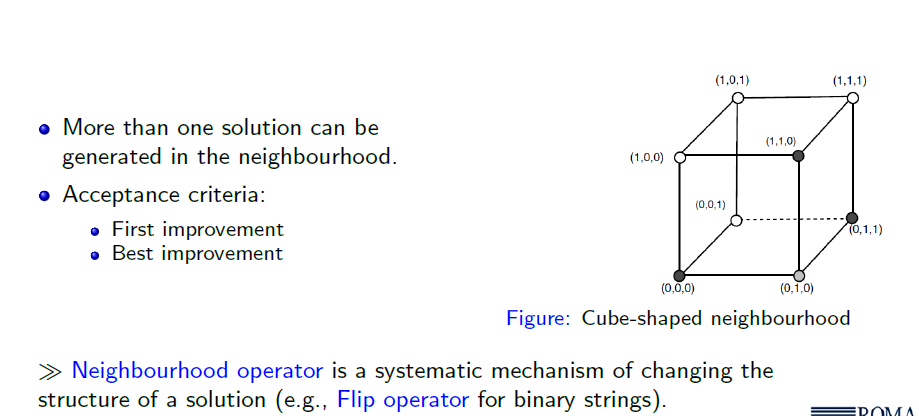 More than one solution can be
generated in the neighbourhood.
Acceptance criteria:
First improvement
Best improvement
(1,0,1)
(1,1,1)
(1,1,0)
(1,0,0)
(0,0,1)
(0,1,1)
(0,0,0)
(0,1,0)
Figure: Cube-shaped neighbourhood
≫ Neighbourhood operator is a systematic mechanism of changing the
structure of a solution (e.g., Flip operator for binary strings).